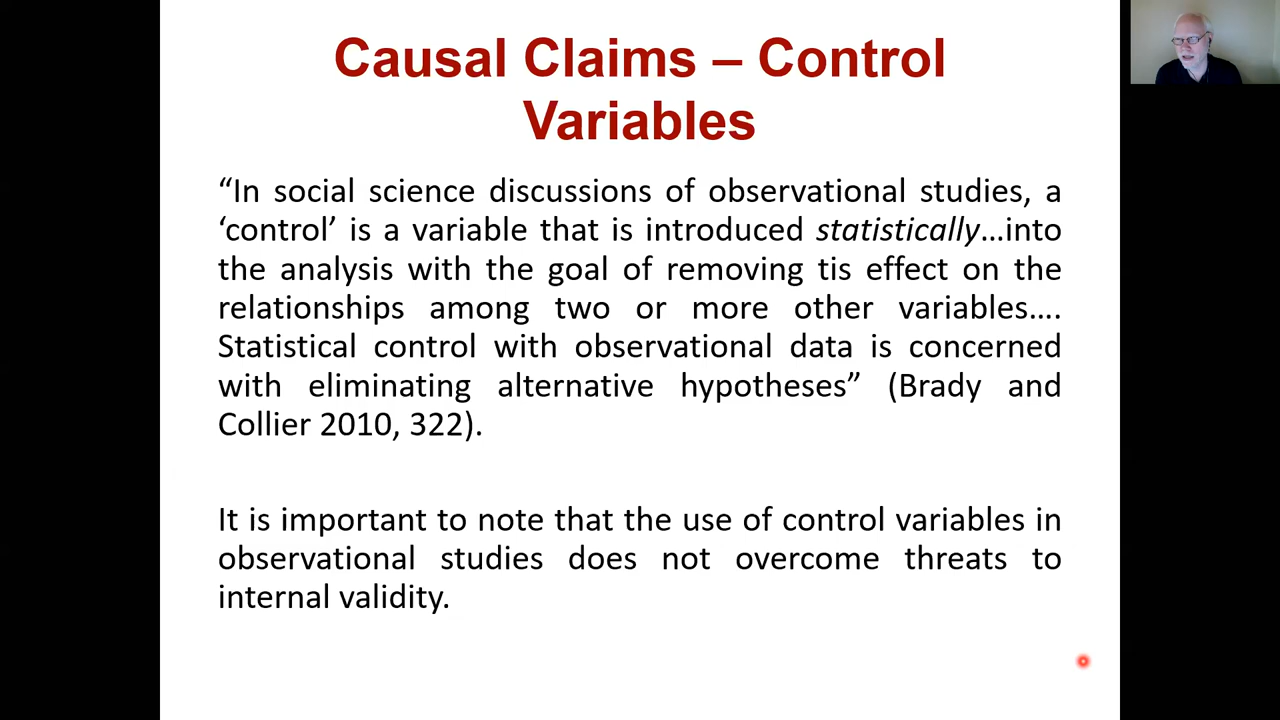 Causal Claims – Control
Variables
“In social science discussions of observational studies, a
‘control’ is a variable that is introduced statistically…into
the analysis with the goal of removing tis effect on the
relationships among two or more other variables….
Statistical control with observational data is concerned
with eliminating alternative hypotheses” (Brady and
Collier 2010, 322).
It is important to note that the use of control variables in
observational studies does not overcome threats to
internal validity.